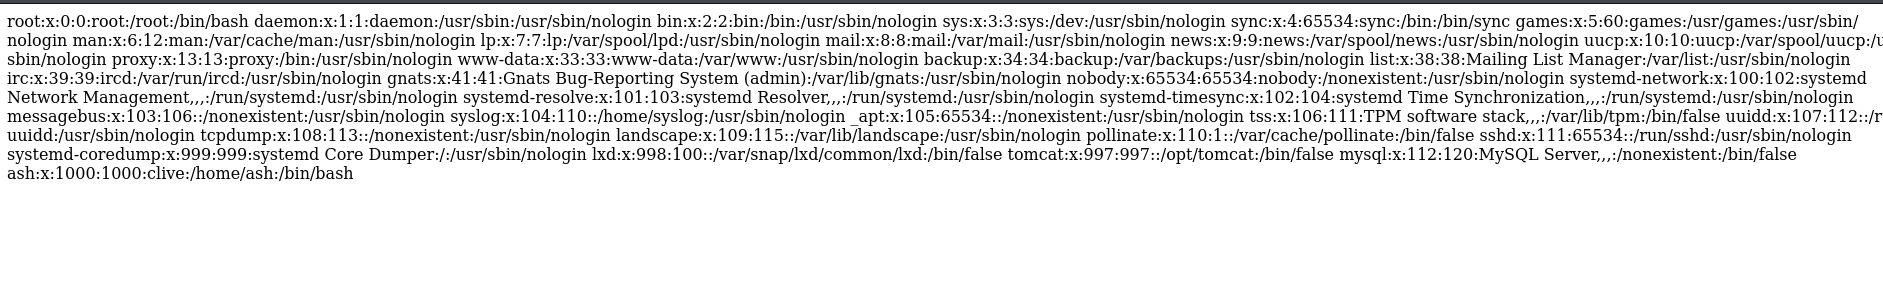 root:x:0:0:root:/root:/bin/bash daemon:x:1:1:daemon:/usr/sbin:/usr/sbin/nologin bin:x:2:2:bin:/bin:/usr/sbin/nologin sys:x:3:3:sys:/dev:/usr/sbin/nologin sync:x:4:65534:sync:/bin:/bin/sync games:x:5:60:games:/usr/games:/usr/sbin/
nologin man:x:6:12:man:/var/cache/man:/usr/sbin/nologin lp:x:7:7:lp:/var/spool/lpd:/usr/sbin/nologin mail:x:8:8:mail:/var/mail:/usr/sbin/nologin news:x:9:9:news:/var/spool/news:/usr/sbin/nologin uucp:x:10:10:uucp:/var/spool/uucp:/u
sbin/nologin proxy:x:13:13:proxy:/bin:/usr/sbin/nologin www-data:x:33:33:www-data:/var/www:/usr/sbin/nologin backup:x:34:34:backup:/var/backups:/usr/sbin/nologin list:x:38:38:Mailing List Manager:/var/list:/usr/sbin/nologin
irc:x:39:39:ircd:/var/run/ircd:/usr/sbin/nologin gnats:x:41:41:Gnats Bug-Reporting System (admin):/var/lib/gnats:/usr/sbin/nologin nobody:x:65534:65534:nobody:/nonexistent:/usr/sbin/nologin systemd-network:x:100:102:systemd
Network Management,,,:/run/systemd:/usr/sbin/nologin systemd-resolve:x:101:103:systemd Resolver,,,:/run/systemd:/usr/sbin/nologin systemd-timesync:x:102:104:systemd Time Synchronization,,,:/run/systemd:/usr/sbin/nologin
messagebus:x:103:106::/nonexistent:/usr/sbin/nologin syslog:x:104:110::/home/syslog:/usr/sbin/nologin _apt:x:105:65534::/nonexistent:/usr/sbin/nologin tss:x:106:111:TPM software stack,,,:/var/lib/tpm:/bin/false uuidd:x:107:112::/r
uuidd:/usr/sbin/nologin tcpdump:x:108:113::/nonexistent:/usr/sbin/nologin landscape:x:109:115::/var/lib/landscape:/usr/sbin/nologin pollinate:x:110:1::/var/cache/pollinate:/bin/false sshd:x:111:65534::/run/sshd:/usr/sbin/nologin
systemd-coredump:x:999:999:systemd Core Dumper:/:/usr/sbin/nologin lxd:x:998:100::/var/snap/lxd/common/lxd:/bin/false tomcat:x:997:997::/opt/tomcat:/bin/false mysql:x:112:120:MySQL Server,,,:/nonexistent:/bin/false
ash:x:1000:1000:clive:/home/ash:/bin/bash